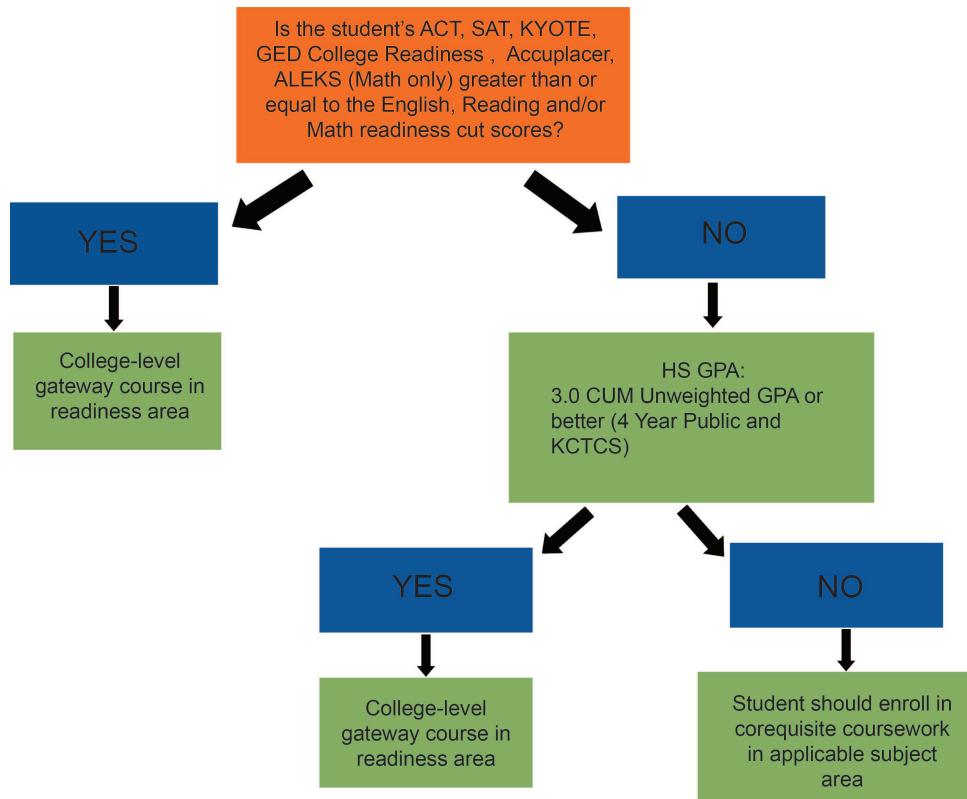 Is the student’s ACT, SAT, KYOTE,
GED College Readiness , Accuplacer,
ALEKS (Math only) greater than or
equal to the English, Reading and/or
Math readiness cut scores?
YES
NO
College-level
gateway course in
readiness area
HS GPA:
3.0 CUM Unweighted GPA or
better (4 Year Public and
KCTCS)
YES
NO
College-level
gateway course in
readiness area
Student should enroll in
corequisite coursework
in applicable subject
area